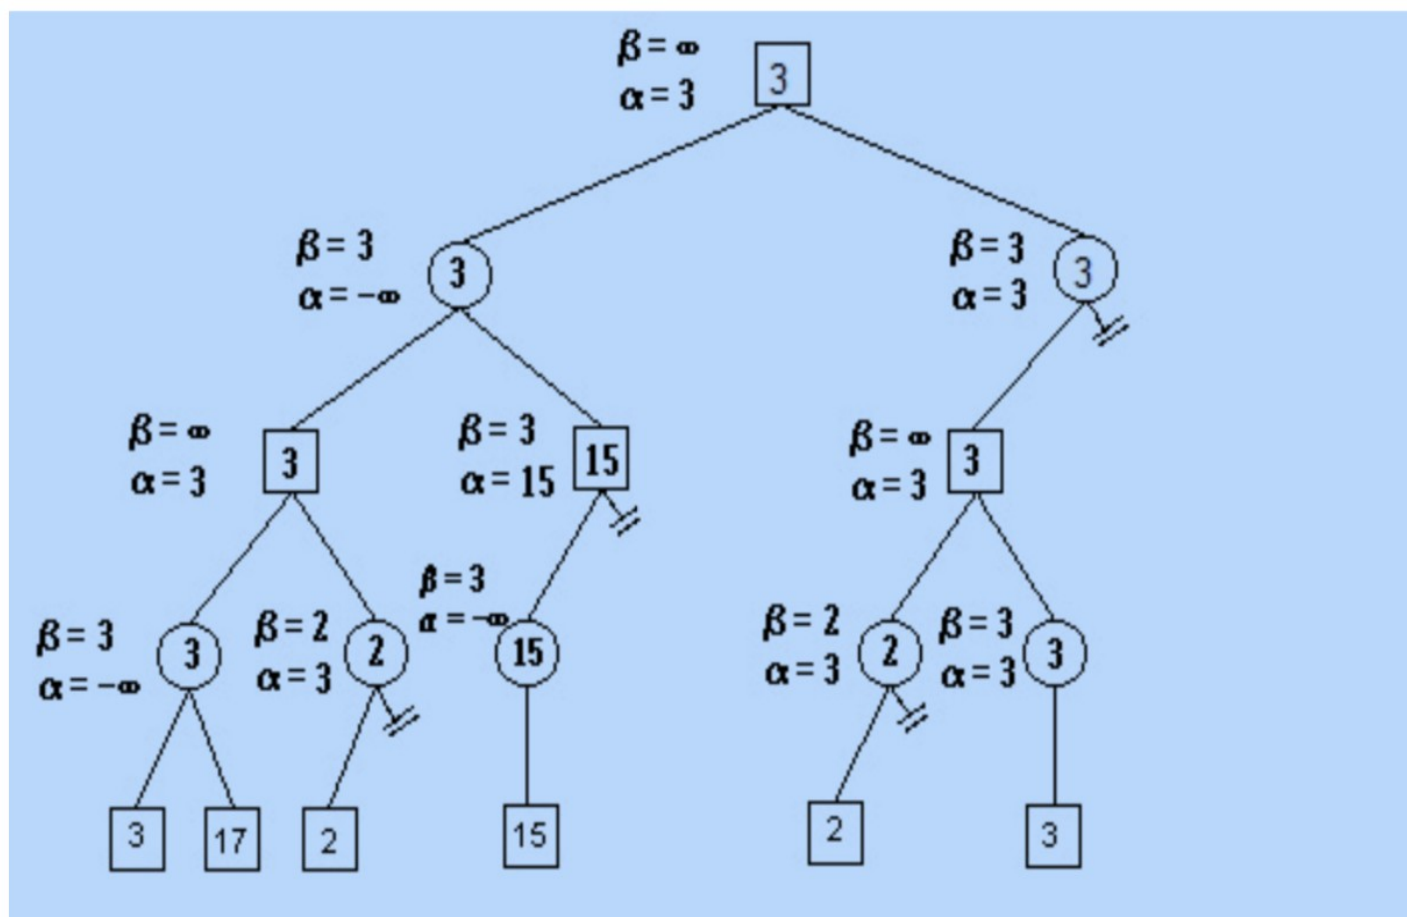 β = ∞
α = 3
3
β = 3
α = -∞
3
β = 3
α = 3
3
β = ∞
α = 3
3
β = 3
α = 15
15
β = ∞
α = 3
3
β = 3
α = -∞
3
β = 2
α = 3
2
β = 3
α = -∞
15
β = 2
α = 3
2
β = 3
α = 3
3
3
17
2
15
2
3